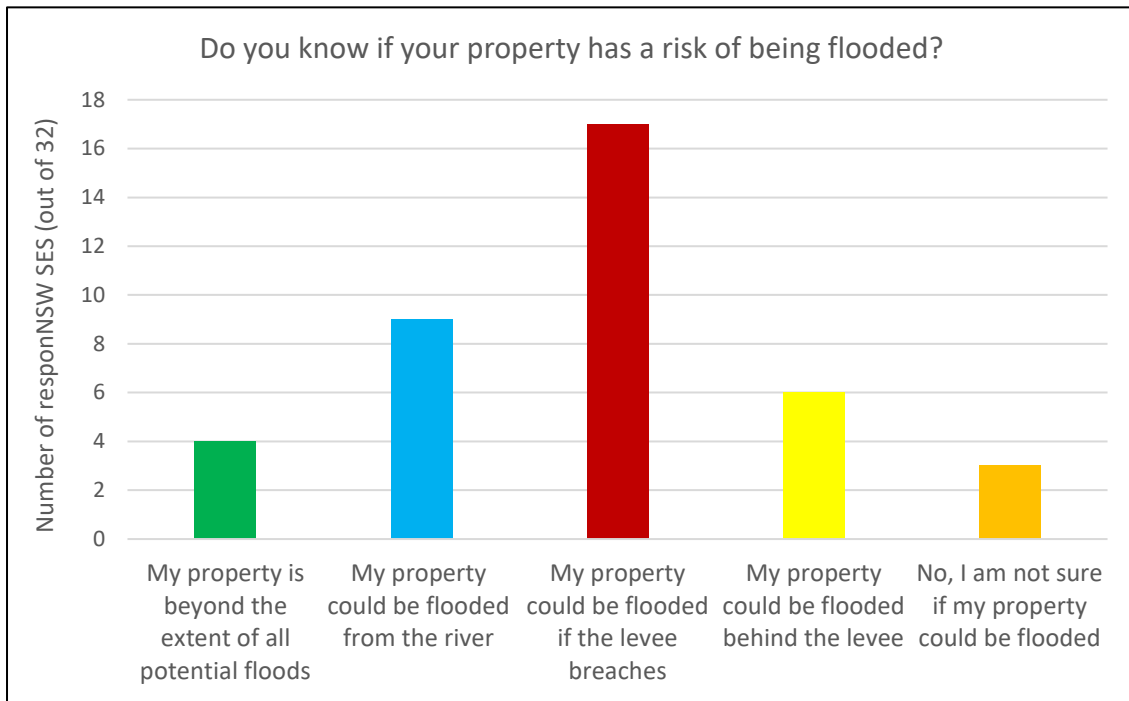 Do you know if your property has a risk of being flooded?
Number of responNSW SES (out of 32)
18
16
14
12
10
8
6
4
2
0
My property is
beyond the
extent of all
potential floods
My property
could be flooded
from the river
My property
could be flooded
if the levee
breaches
My property
could be flooded
behind the levee
No, I am not sure
if my property
could be flooded